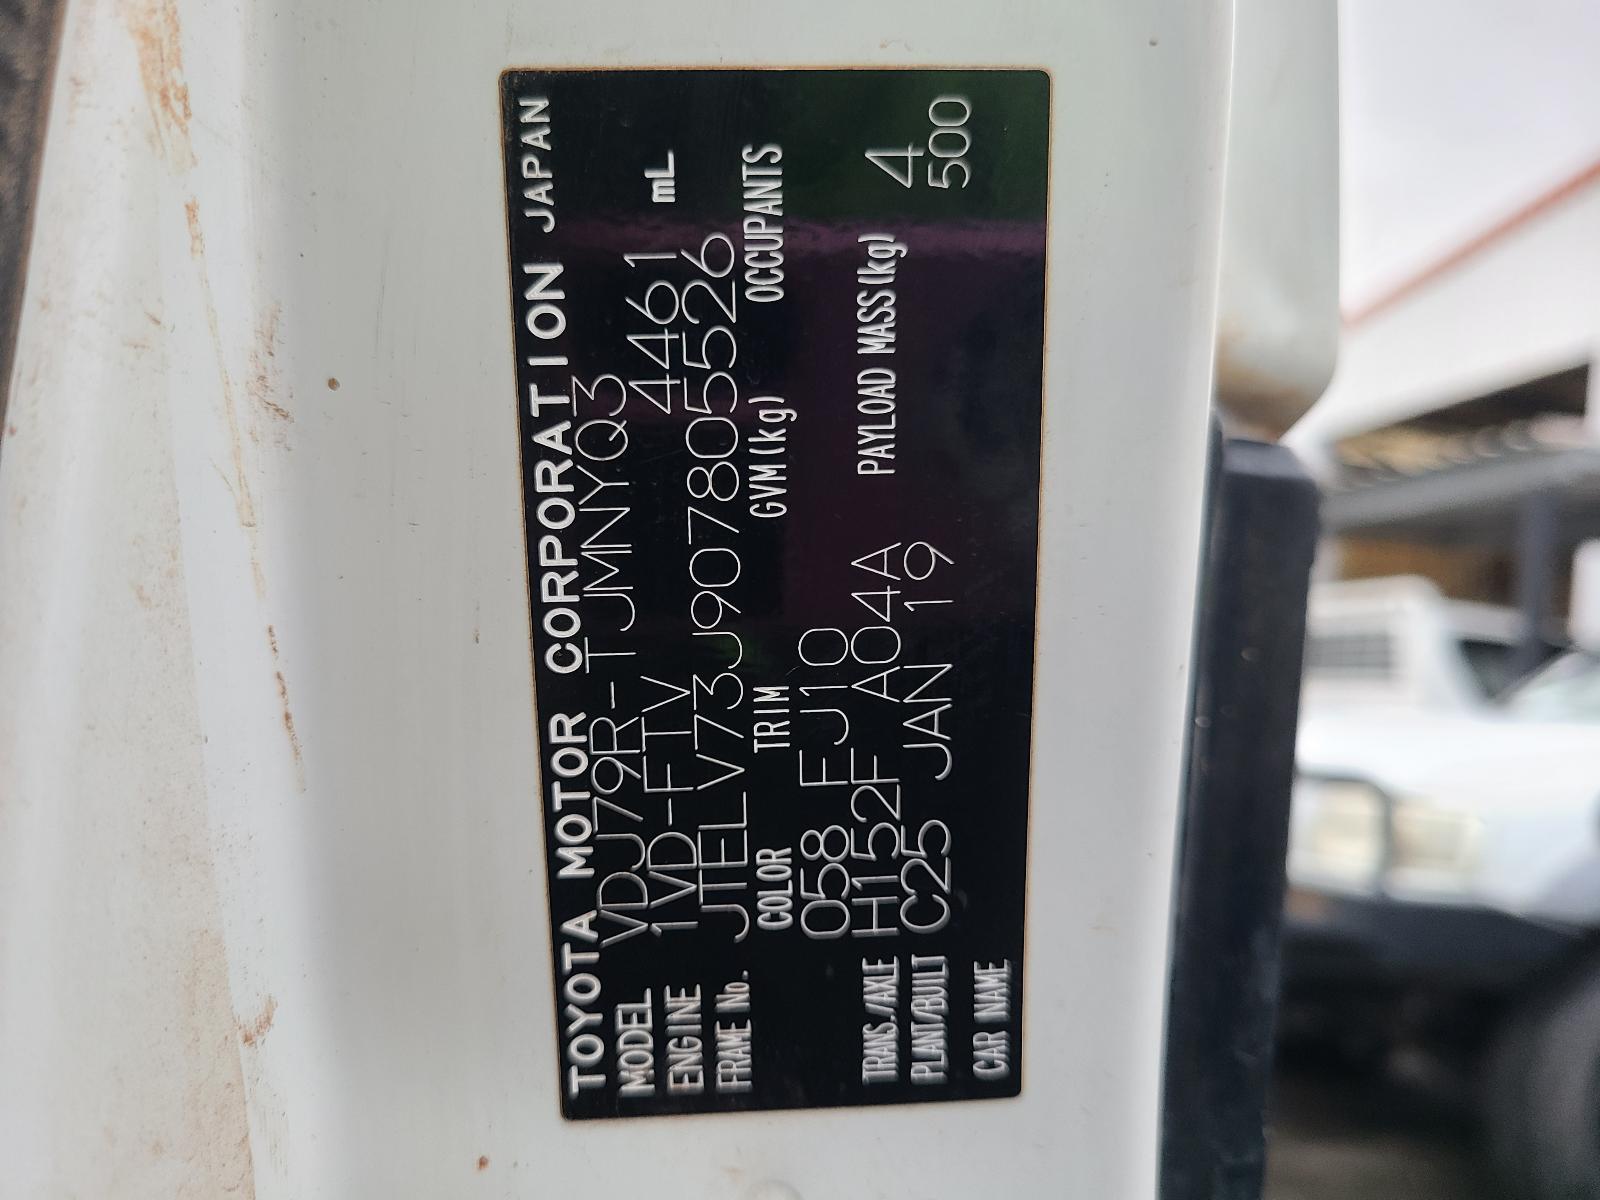 TOYOTA MOTOR CORPORATION JAPAN
MODEL VDJ79R-TJMNYQ3
ENGINE 1VD-FTV 4461 mL
FRAME No. JTELV73J907805526
COLOR TRIM GVM(kg) OCCUPANTS
058 FJ10
TRANS./AXLE H152F A04A PAYLOAD MASS(kg) 4
PLANT/BUILT C25 JAN 19 500
CAR NAME